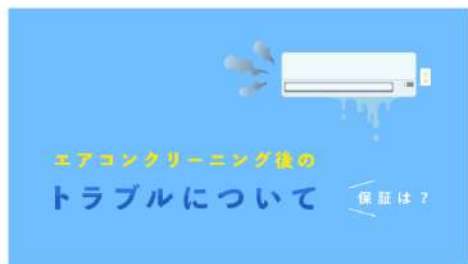 エアコンクリーニング後の
トラブルについて
保証は？